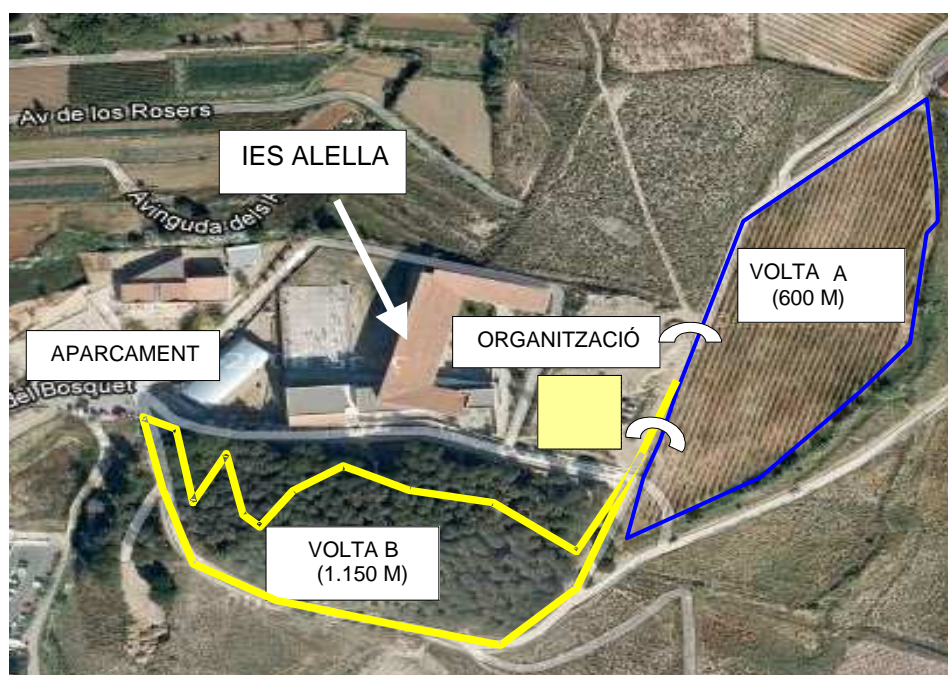 Av de los Rosers
IES ALELLA
Avinguda dels
VOLTA A
(600 M)
ORGANITZACIÓ
APARCAMENT
del Bosquet
VOLTA B
(1.150 M)